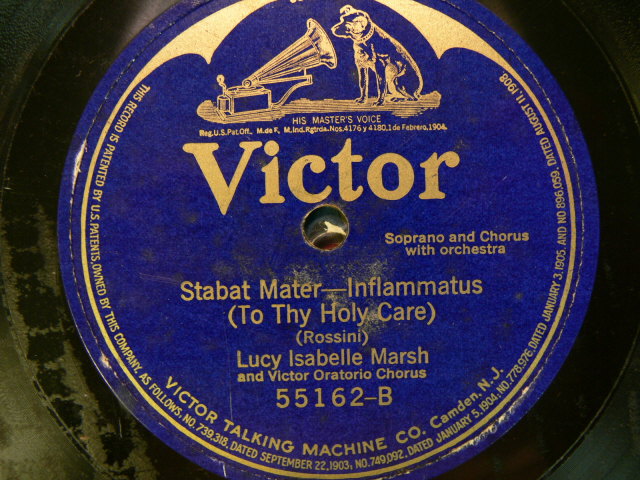 HIS MASTER'S VOICE
Reg.U.S.Pat.Off. M.de F. M.Ind.Rgtrda.Nos.4176 y 4180,1 de Febrero,1904.
Victor
Soprano and Chorus
with orchestra
Stabat Mater—Inflammatus
(To Thy Holy Care)
(Rossini)
Lucy Isabelle Marsh
and Victor Oratorio Chorus
55162-B
VICTOR TALKING MACHINE CO. Camden, N.J.
THIS RECORD IS PATENTED BY U.S. PATENTS, OWNED BY THIS COMPANY, AS FOLLOWS, NO. 739,318, DATED SEPTEMBER 22,1903; NO. 749,092, DATED JANUARY 5, 1904, NO. 778,976, DATED JANUARY 3, 1905, AND NO 896,059, DATED AUGUST 11, 1908